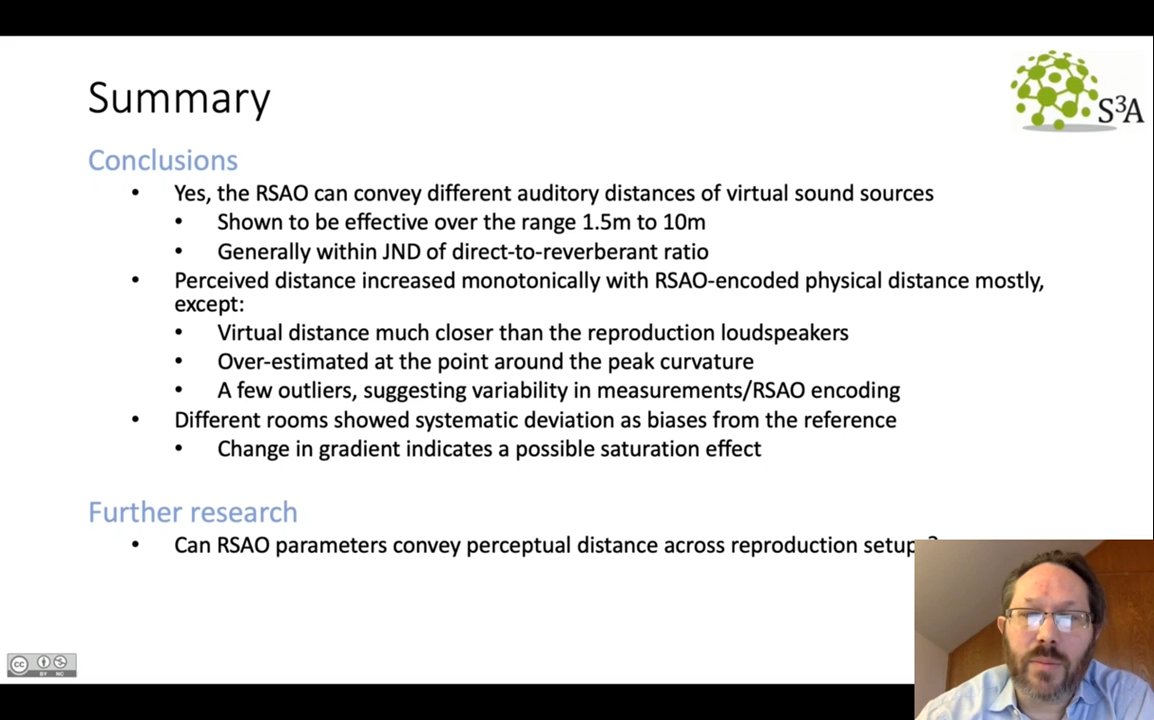 Summary
S³A
Conclusions
• Yes, the RSAO can convey different auditory distances of virtual sound sources
• Shown to be effective over the range 1.5m to 10m
• Generally within JND of direct-to-reverberant ratio
• Perceived distance increased monotonically with RSAO-encoded physical distance mostly,
except:
• Virtual distance much closer than the reproduction loudspeakers
• Over-estimated at the point around the peak curvature
• A few outliers, suggesting variability in measurements/RSAO encoding
• Different rooms showed systematic deviation as biases from the reference
• Change in gradient indicates a possible saturation effect
Further research
• Can RSAO parameters convey perceptual distance across reproduction
cc
BY NC